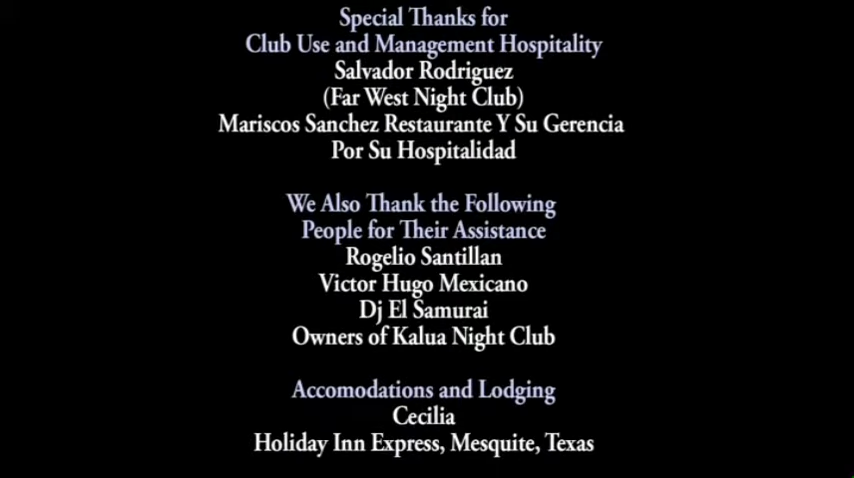 Special Thanks for
Club Use and Management Hospitality
Salvador Rodriguez
(Far West Night Club)
Mariscos Sanchez Restaurante Y Su Gerencia
Por Su Hospitalidad
We Also Thank the Following
People for Their Assistance
Rogelio Santillan
Victor Hugo Mexicano
Dj El Samurai
Owners of Kalua Night Club
Accomodations and Lodging
Cecilia
Holiday Inn Express, Mesquite, Texas